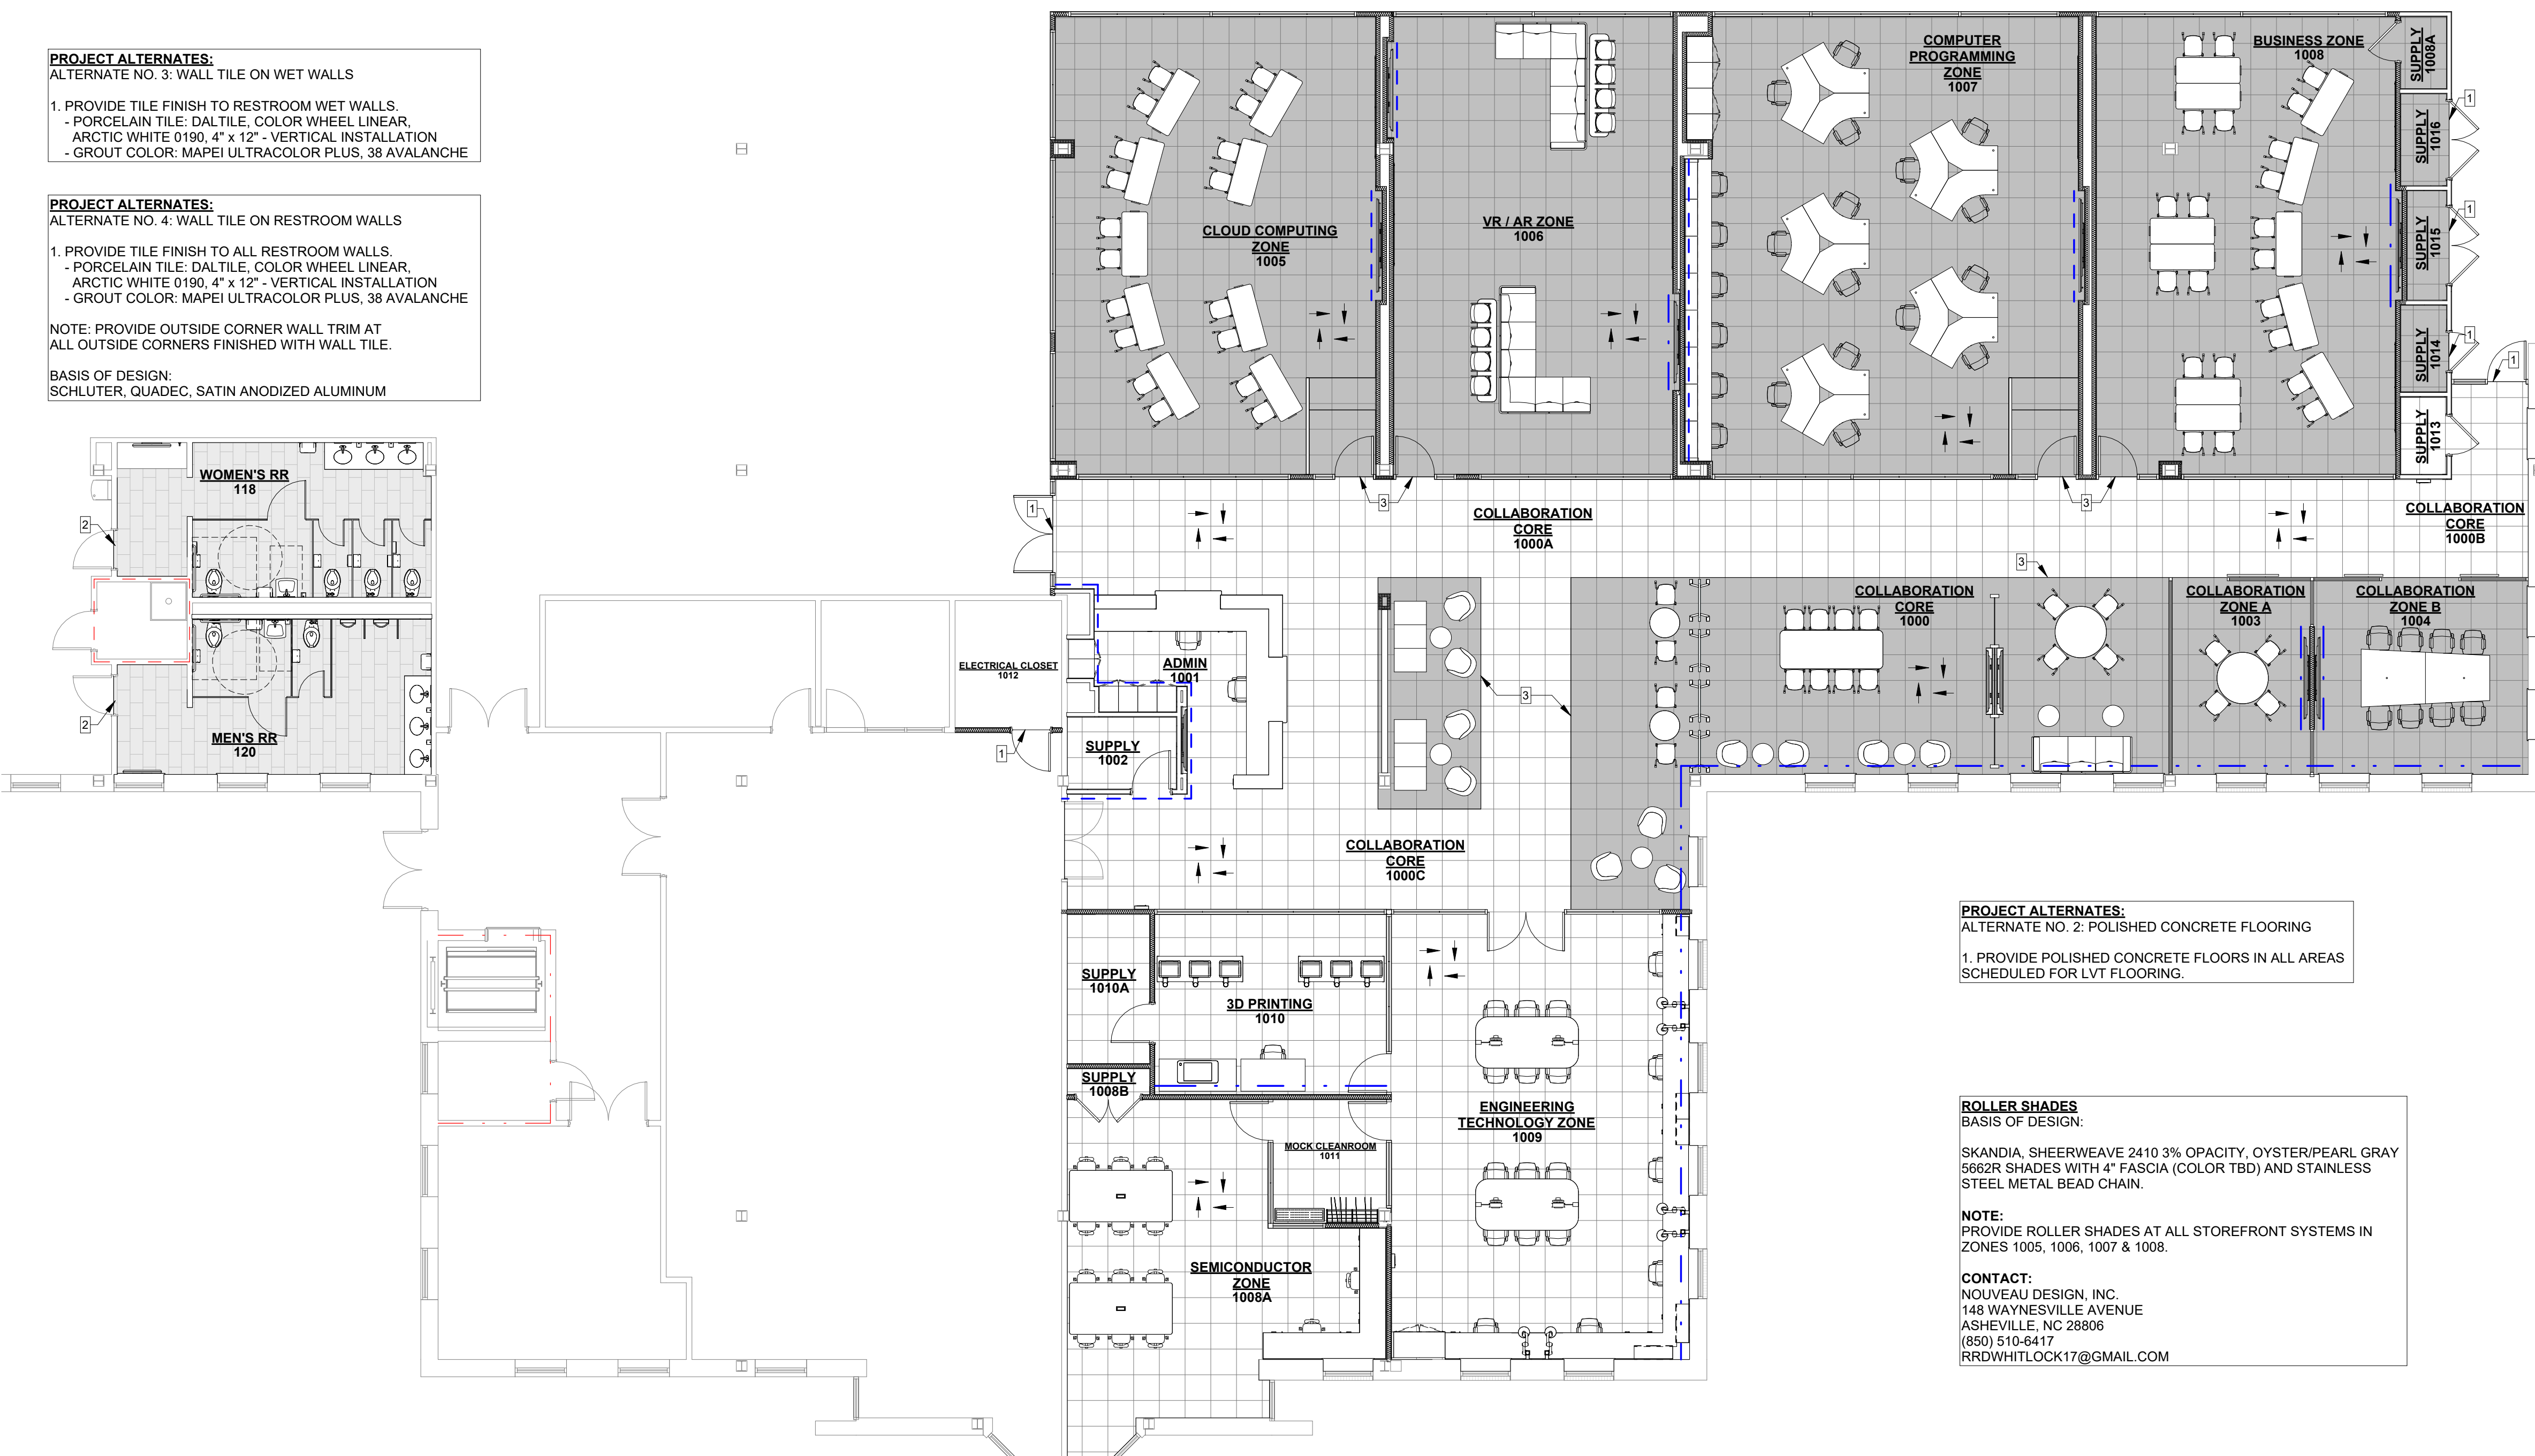 PROJECT ALTERNATES:
ALTERNATE NO. 3: WALL TILE ON WET WALLS
1. PROVIDE TILE FINISH TO RESTROOM WET WALLS.
- PORCELAIN TILE: DALTILE, COLOR WHEEL LINEAR,
ARCTIC WHITE 0190, 4" x 12" - VERTICAL INSTALLATION
- GROUT COLOR: MAPEI ULTRACOLOR PLUS, 38 AVALANCHE
PROJECT ALTERNATES:
ALTERNATE NO. 4: WALL TILE ON RESTROOM WALLS
1. PROVIDE TILE FINISH TO ALL RESTROOM WALLS.
- PORCELAIN TILE: DALTILE, COLOR WHEEL LINEAR,
ARCTIC WHITE 0190, 4" x 12" - VERTICAL INSTALLATION
- GROUT COLOR: MAPEI ULTRACOLOR PLUS, 38 AVALANCHE
NOTE: PROVIDE OUTSIDE CORNER WALL TRIM AT
ALL OUTSIDE CORNERS FINISHED WITH WALL TILE.
BASIS OF DESIGN:
SCHLUTER, QUADEC, SATIN ANODIZED ALUMINUM
CLOUD COMPUTING
ZONE
1005
VR / AR ZONE
1006
COMPUTER
PROGRAMMING
ZONE
1007
BUSINESS ZONE
1008
SUPPLY
1008A
1
SUPPLY
1016
1
SUPPLY
1015
1
SUPPLY
1014
1
SUPPLY
1013
WOMEN'S RR
118
2
MEN'S RR
120
2
1
3
3
COLLABORATION
CORE
1000A
COLLABORATION
CORE
1000B
3
COLLABORATION
CORE
1000
COLLABORATION
ZONE A
1003
COLLABORATION
ZONE B
1004
ELECTRICAL CLOSET
1012
ADMIN
1001
3
SUPPLY
1002
1
COLLABORATION
CORE
1000C
SUPPLY
1010A
3D PRINTING
1010
SUPPLY
1008B
ENGINEERING
TECHNOLOGY ZONE
1009
MOCK CLEANROOM
1011
SEMICONDUCTOR
ZONE
1008A
PROJECT ALTERNATES:
ALTERNATE NO. 2: POLISHED CONCRETE FLOORING
1. PROVIDE POLISHED CONCRETE FLOORS IN ALL AREAS
SCHEDULED FOR LVT FLOORING.
ROLLER SHADES
BASIS OF DESIGN:
SKANDIA, SHEERWEAVE 2410 3% OPACITY, OYSTER/PEARL GRAY
5662R SHADES WITH 4" FASCIA (COLOR TBD) AND STAINLESS
STEEL METAL BEAD CHAIN.
NOTE:
PROVIDE ROLLER SHADES AT ALL STOREFRONT SYSTEMS IN
ZONES 1005, 1006, 1007 & 1008.
CONTACT:
NOUVEAU DESIGN, INC.
148 WAYNESVILLE AVENUE
ASHEVILLE, NC 28806
(850) 510-6417
RRDWHITLOCK17@GMAIL.COM